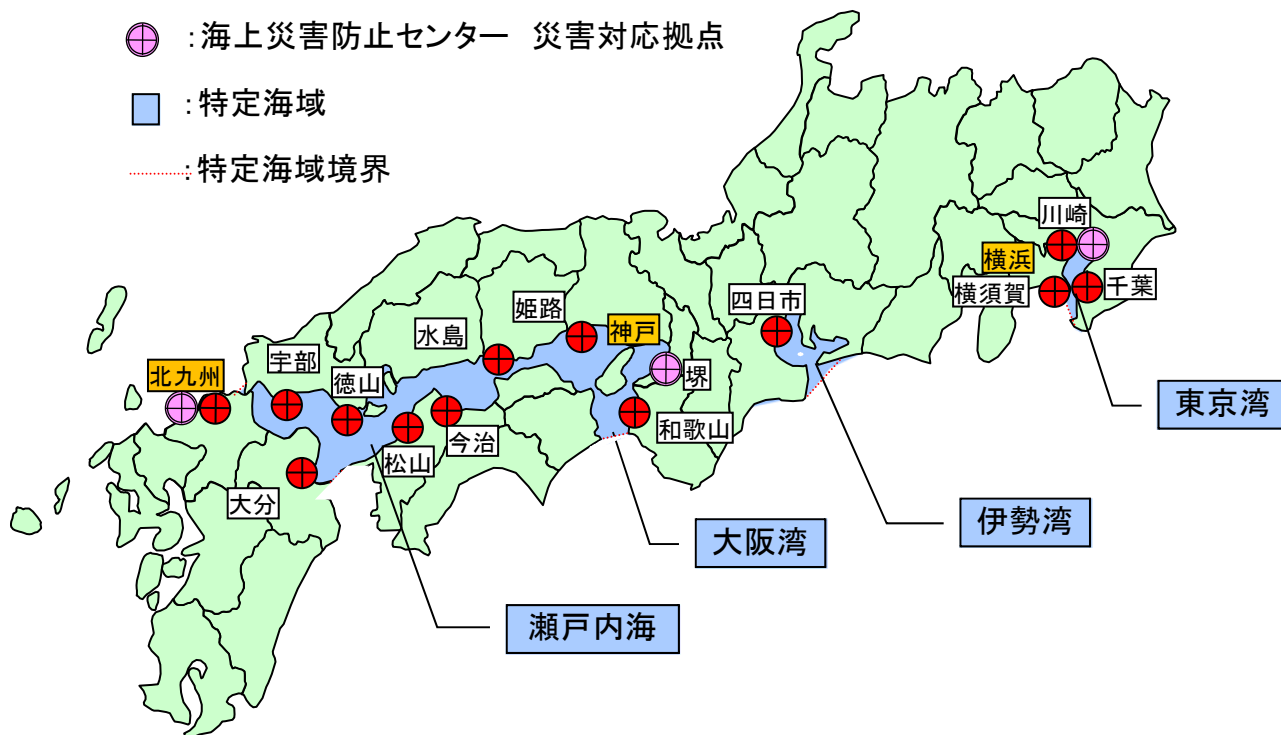 :海上災害防止センター 災害対応拠点
:特定海域
:特定海域境界
川崎
横浜
横須賀
千葉
四日市
姫路
神戸
水島
堺
宇部
北九州
徳山
和歌山
今治
松山
大分
東京湾
伊勢湾
大阪湾
瀬戸内海